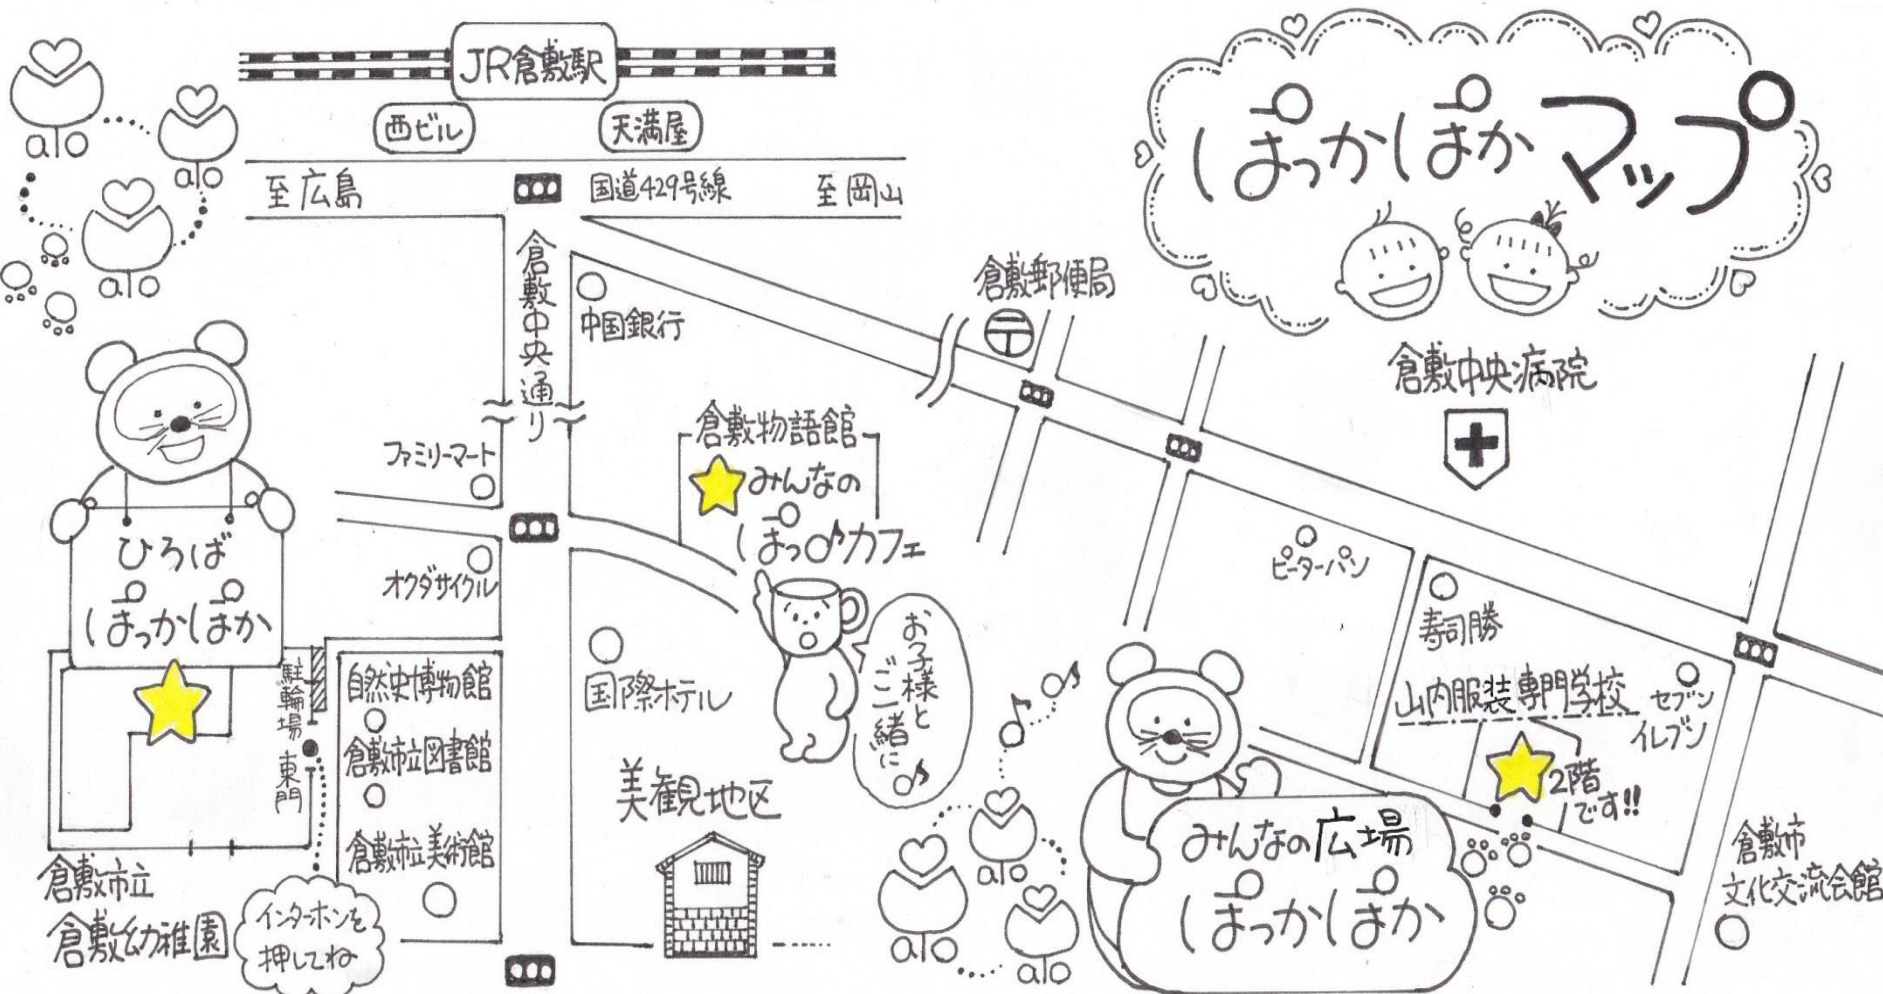 JR倉敷駅
西ビル
天満屋
至広島
国道429号線
至岡山
ぽっかぽかマップ
倉敷中央通り
中国銀行
倉敷郵便局
倉敷中央病院
ファミリーマート
倉敷物語館
みんなの
ぽっ♪カフェ
オクダサイクル
ピーターパン
寿司勝
山内服装専門学校
セブン
イレブン
2階
です!!
ひろば
ぽっかぽか
駐輪場
東門
自然史博物館
倉敷市立図書館
倉敷市立美術館
国際ホテル
お子様と
ご一緒に♪
美観地区
倉敷市立
倉敷幼稚園
インターホンを
押してね
みんなの広場
ぽっかぽか
倉敷市
文化交流会館